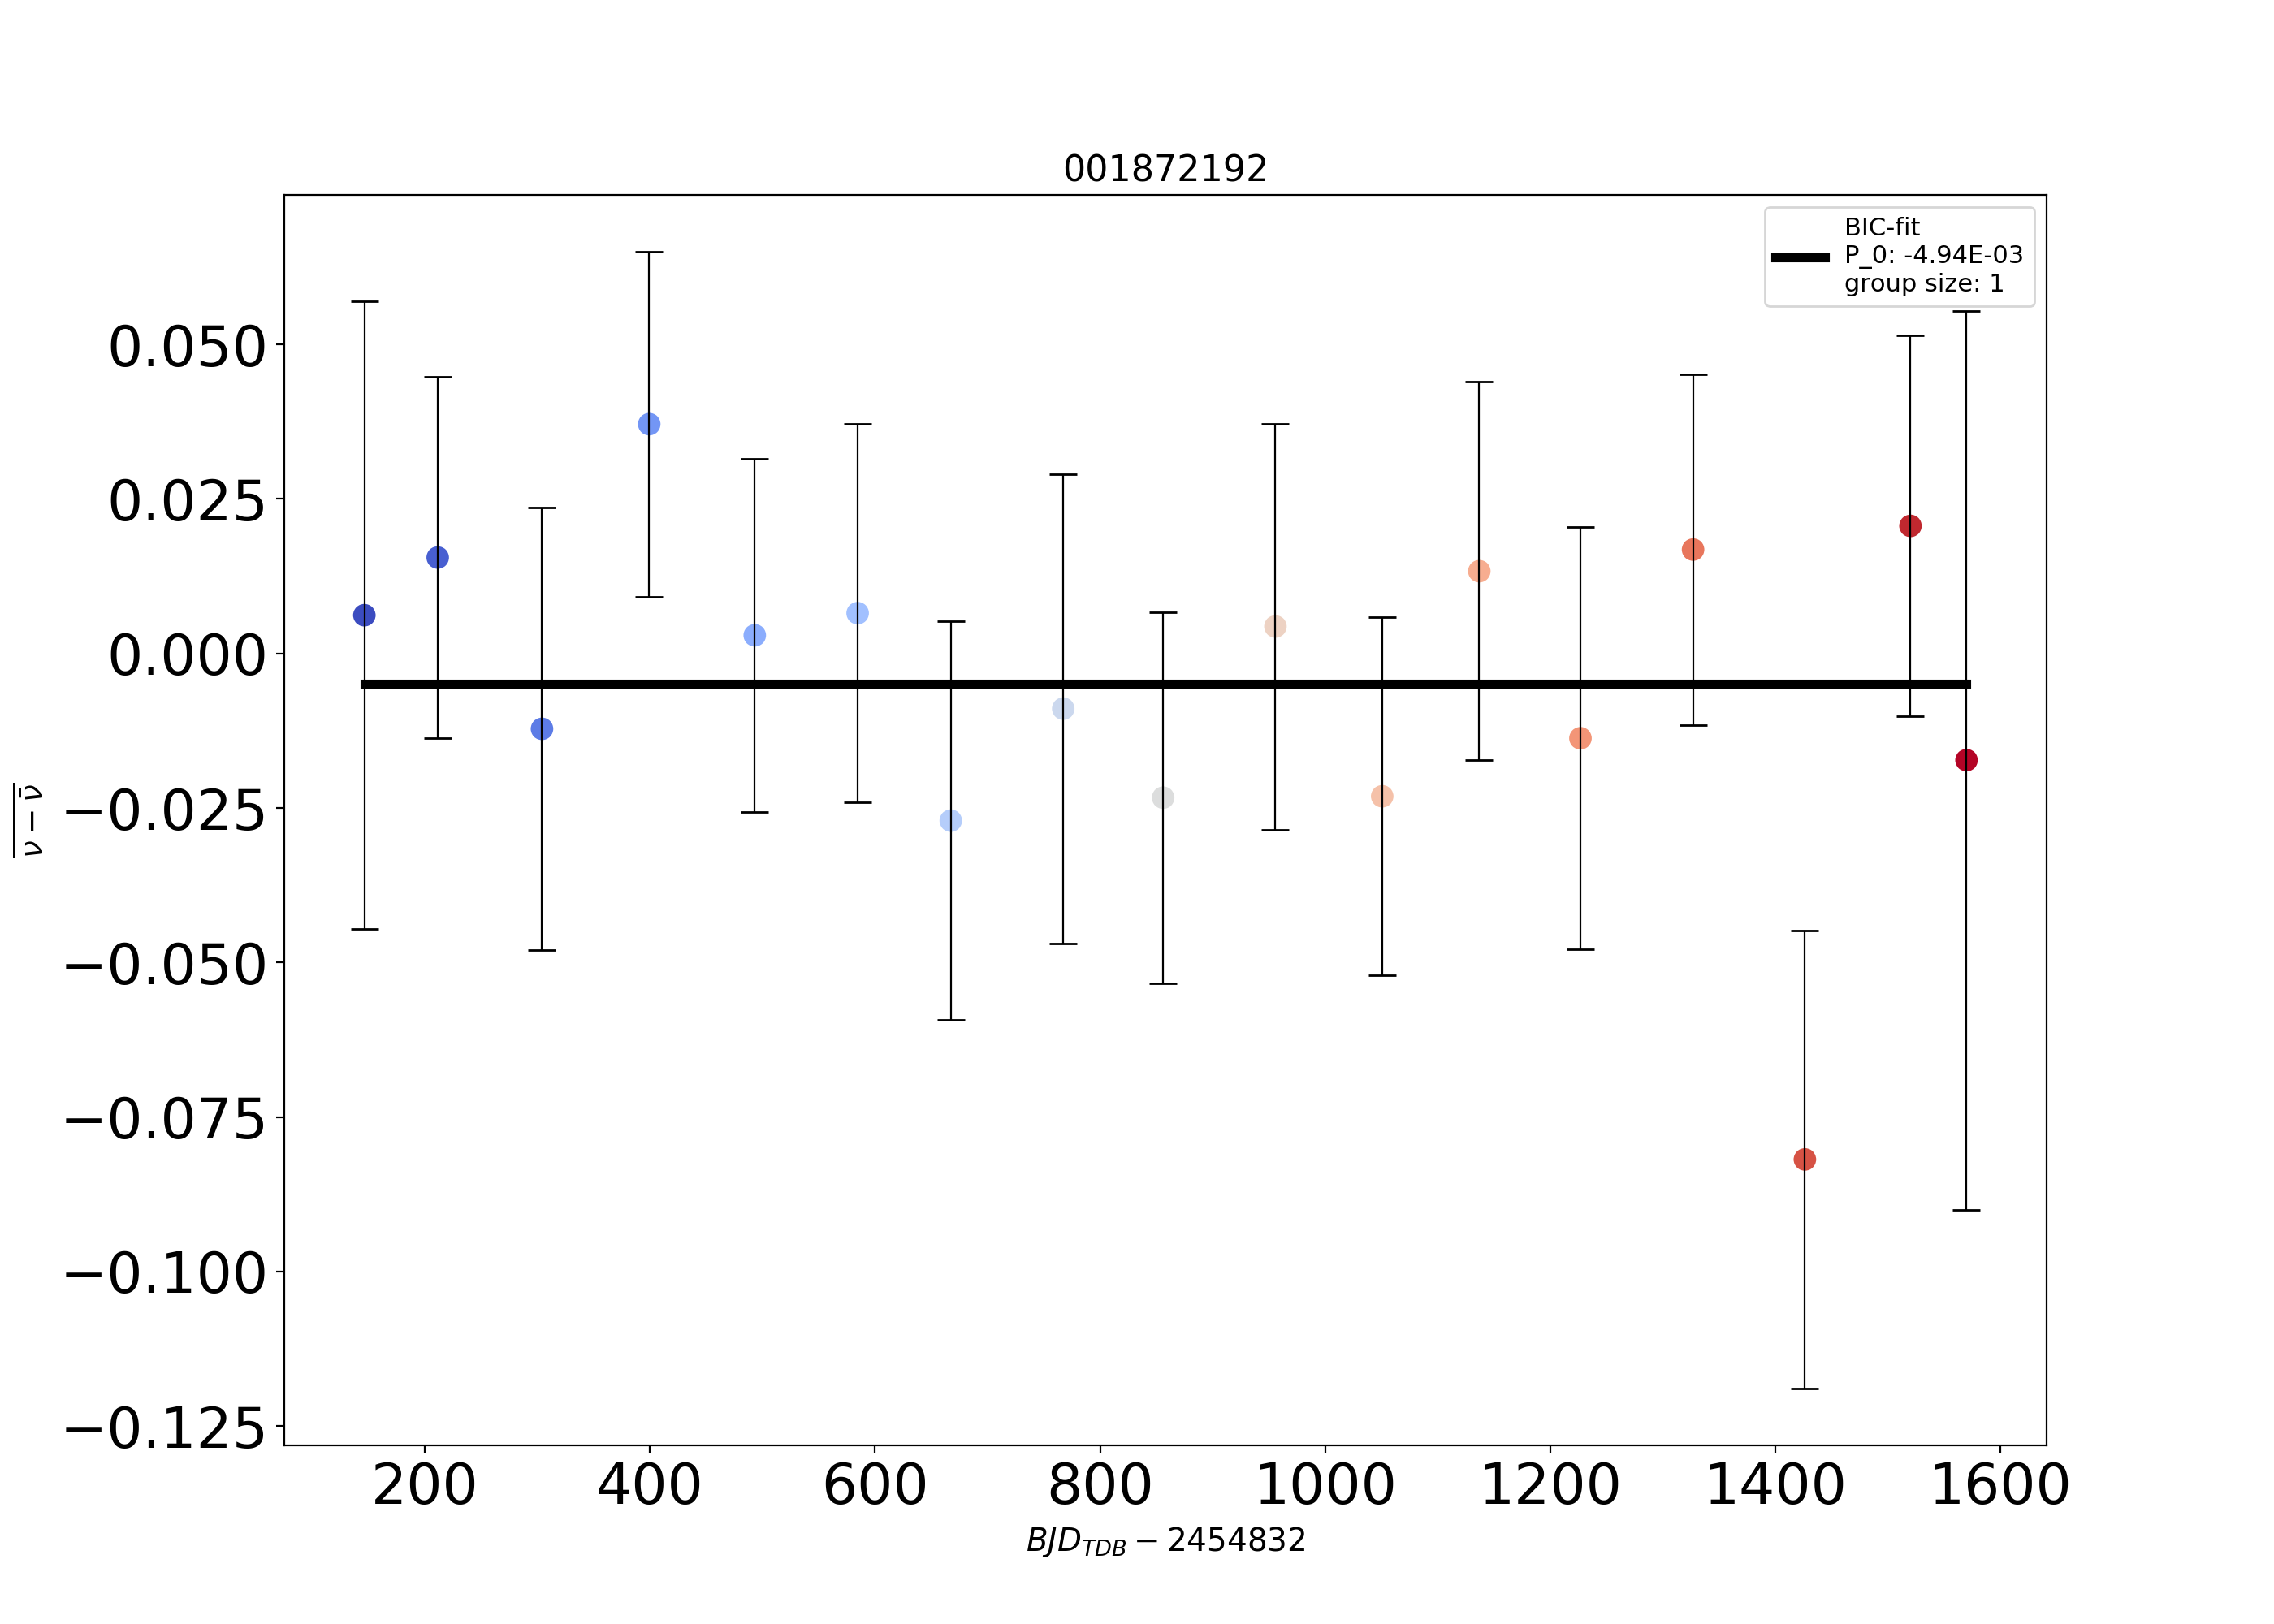 001872192
BIC-fit
P_0: -4.94E-03
group size: 1
0.050
0.025
0.000
−0.025
−0.050
−0.075
−0.100
−0.125
ν − ν̄
200 400 600 800 1000 1200 1400 1600
BJD_TDB − 2454832